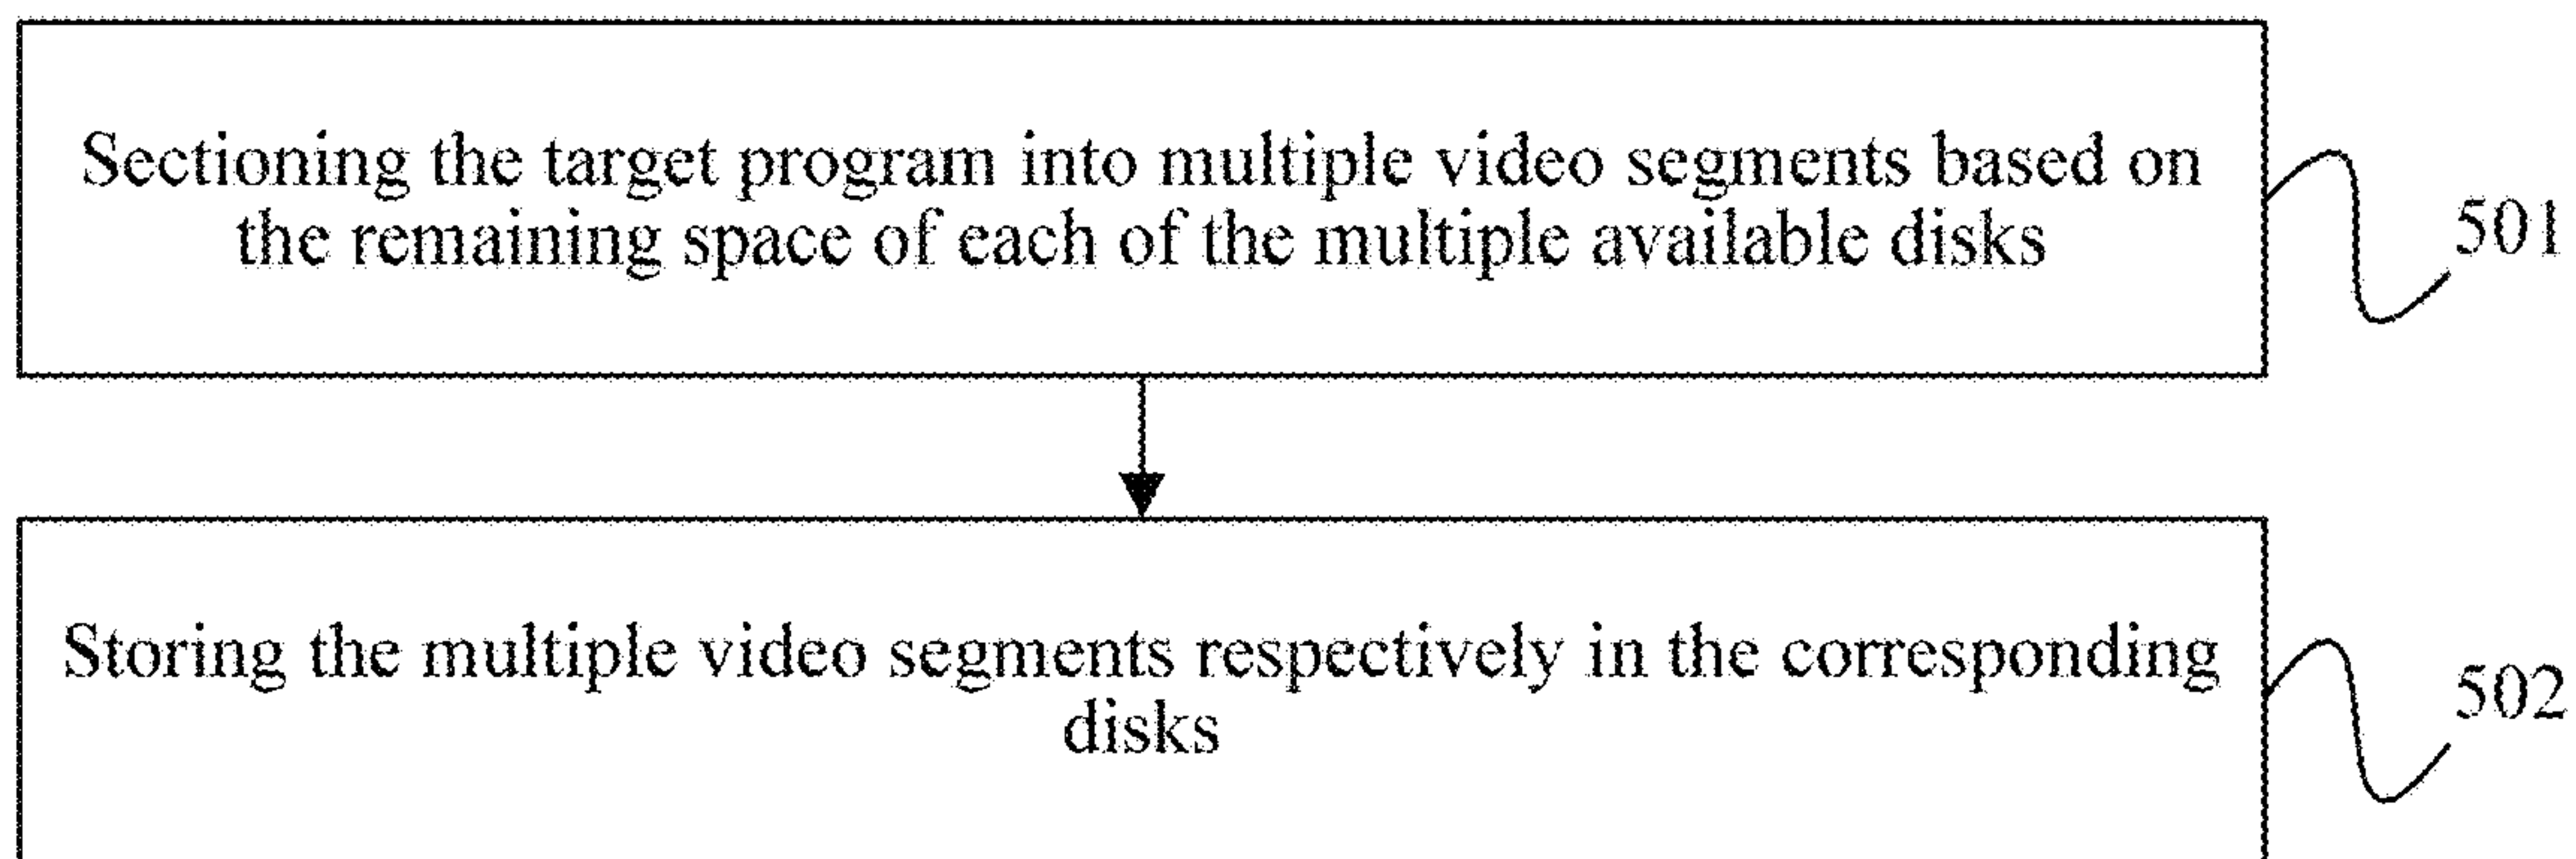 Sectioning the target program into multiple video segments based on
the remaining space of each of the multiple available disks
501
Storing the multiple video segments respectively in the corresponding
disks
502